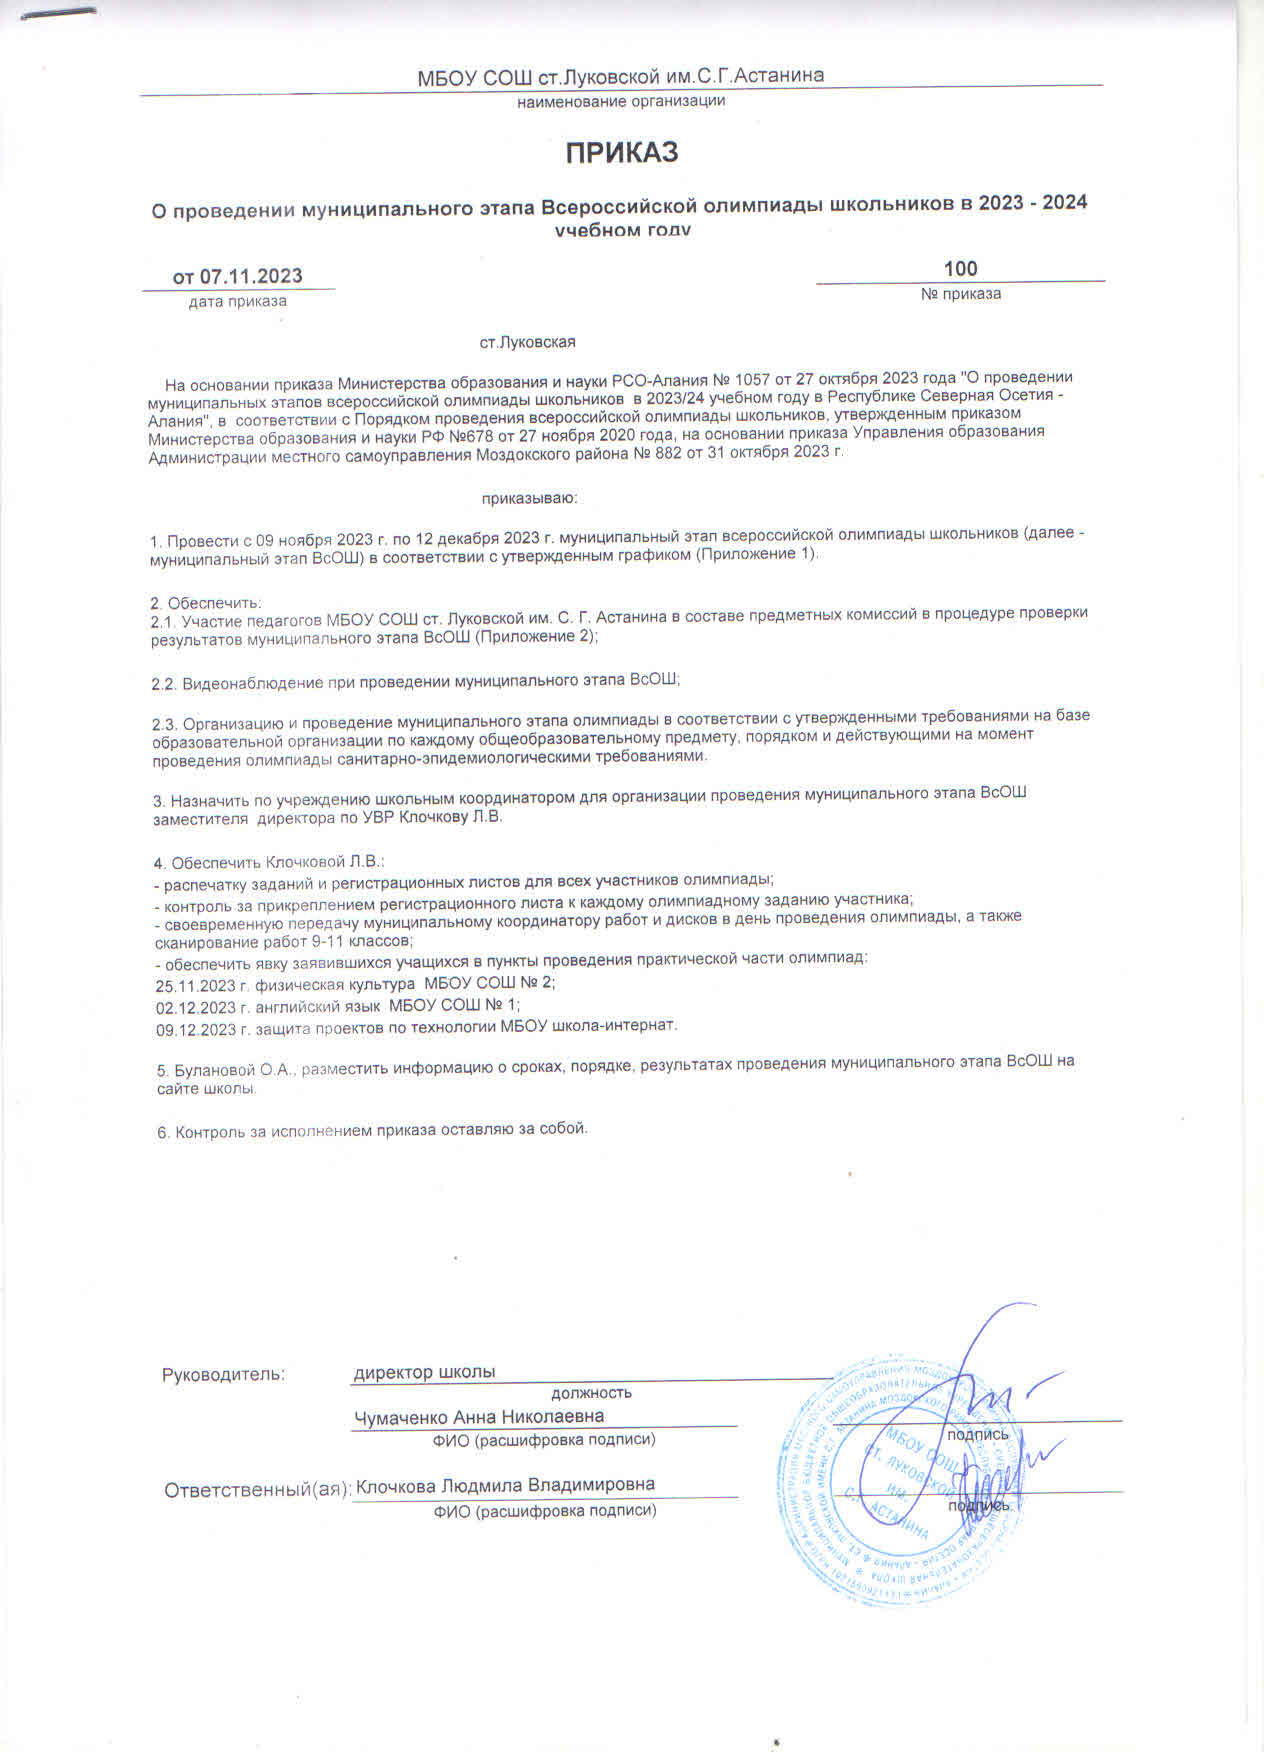 МБОУ СОШ ст.Луковской им.С.Г.Астанина
наименование организации
ПРИКАЗ
О проведении муниципального этапа Всероссийской олимпиады школьников в 2023 - 2024
учебном году
от 07.11.2023
дата приказа
100
№ приказа
ст.Луковская
На основании приказа Министерства образования и науки РСО-Алания № 1057 от 27 октября 2023 года "О проведении
муниципальных этапов всероссийской олимпиады школьников в 2023/24 учебном году в Республике Северная Осетия -
Алания", в соответствии с Порядком проведения всероссийской олимпиады школьников, утвержденным приказом
Министерства образования и науки РФ №678 от 27 ноября 2020 года, на основании приказа Управления образования
Администрации местного самоуправления Моздокского района № 882 от 31 октября 2023 г.
приказываю:
1. Провести с 09 ноября 2023 г. по 12 декабря 2023 г. муниципальный этап всероссийской олимпиады школьников (далее -
муниципальный этап ВсОШ) в соответствии с утвержденным графиком (Приложение 1).
2. Обеспечить:
2.1. Участие педагогов МБОУ СОШ ст. Луковской им. С. Г. Астанина в составе предметных комиссий в процедуре проверки
результатов муниципального этапа ВсОШ (Приложение 2);
2.2. Видеонаблюдение при проведении муниципального этапа ВсОШ;
2.3. Организацию и проведение муниципального этапа олимпиады в соответствии с утвержденными требованиями на базе
образовательной организации по каждому общеобразовательному предмету, порядком и действующими на момент
проведения олимпиады санитарно-эпидемиологическими требованиями.
3. Назначить по учреждению школьным координатором для организации проведения муниципального этапа ВсОШ
заместителя директора по УВР Клочкову Л.В.
4. Обеспечить Клочковой Л.В.:
- распечатку заданий и регистрационных листов для всех участников олимпиады;
- контроль за прикреплением регистрационного листа к каждому олимпиадному заданию участника;
- своевременную передачу муниципальному координатору работ и дисков в день проведения олимпиады, а также
сканирование работ 9-11 классов;
- обеспечить явку заявившихся учащихся в пункты проведения практической части олимпиад:
25.11.2023 г. физическая культура МБОУ СОШ № 2;
02.12.2023 г. английский язык МБОУ СОШ № 1;
09.12.2023 г. защита проектов по технологии МБОУ школа-интернат.
5. Булановой О.А., разместить информацию о сроках, порядке, результатах проведения муниципального этапа ВсОШ на
сайте школы.
6. Контроль за исполнением приказа оставляю за собой.
Руководитель:
директор школы
должность
Чумаченко Анна Николаевна
ФИО (расшифровка подписи)
подпись
Ответственный(ая):
Клочкова Людмила Владимировна
ФИО (расшифровка подписи)
подпись
МБОУ СОШ
СТ. ЛУКОВСКОЙ
ИМ.
С.Г. АСТАНИНА